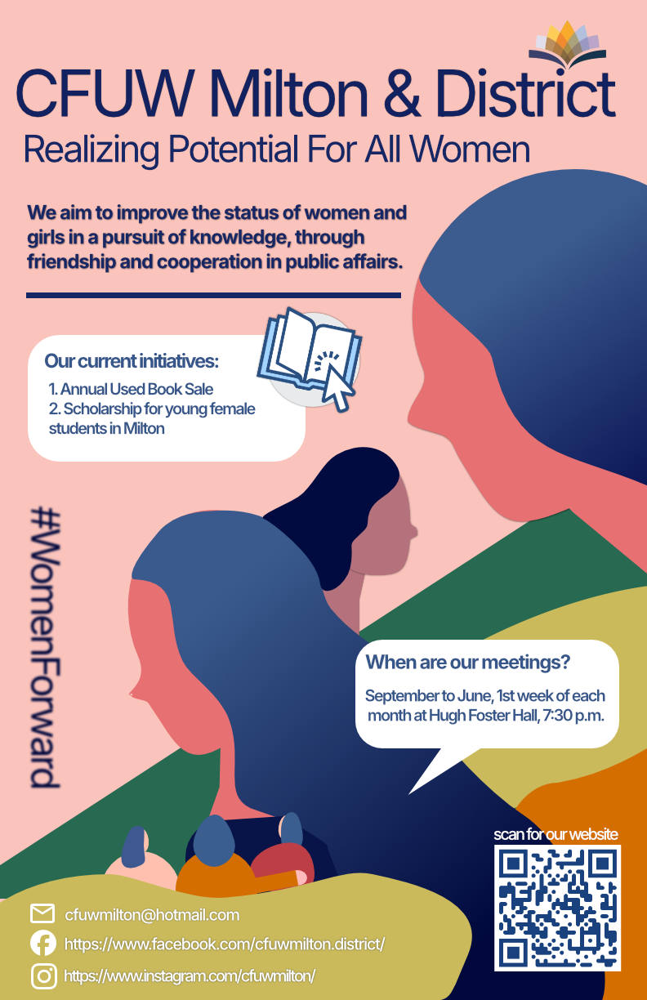 CFUW Milton & District
Realizing Potential For All Women
We aim to improve the status of women and
girls in a pursuit of knowledge, through
friendship and cooperation in public affairs.
Our current initiatives:
1. Annual Used Book Sale
2. Scholarship for young female
students in Milton
#WomenForward
When are our meetings?
September to June, 1st week of each
month at Hugh Foster Hall, 7:30 p.m.
scan for our website
cfuwmilton@hotmail.com
https://www.facebook.com/cfuwmilton.district/
https://www.instagram.com/cfuwmilton/